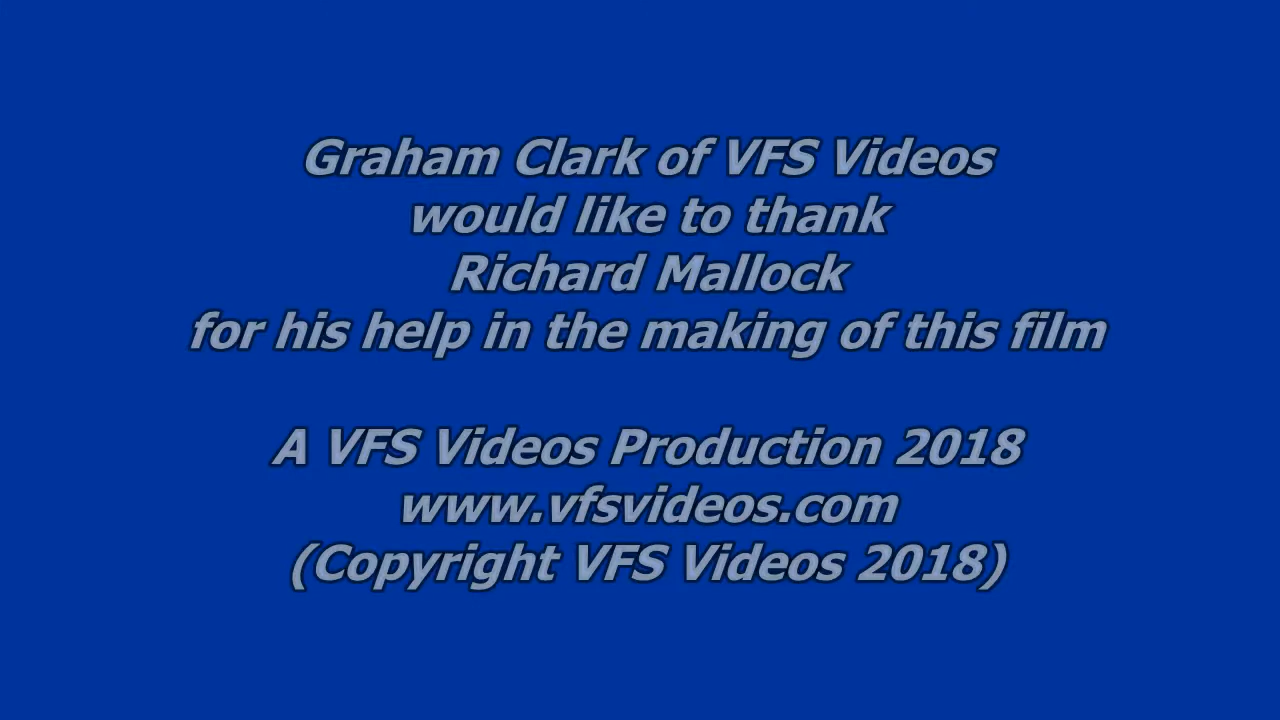 Graham Clark of VFS Videos
would like to thank
Richard Mallock
for his help in the making of this film
A VFS Videos Production 2018
www.vfsvideos.com
(Copyright VFS Videos 2018)